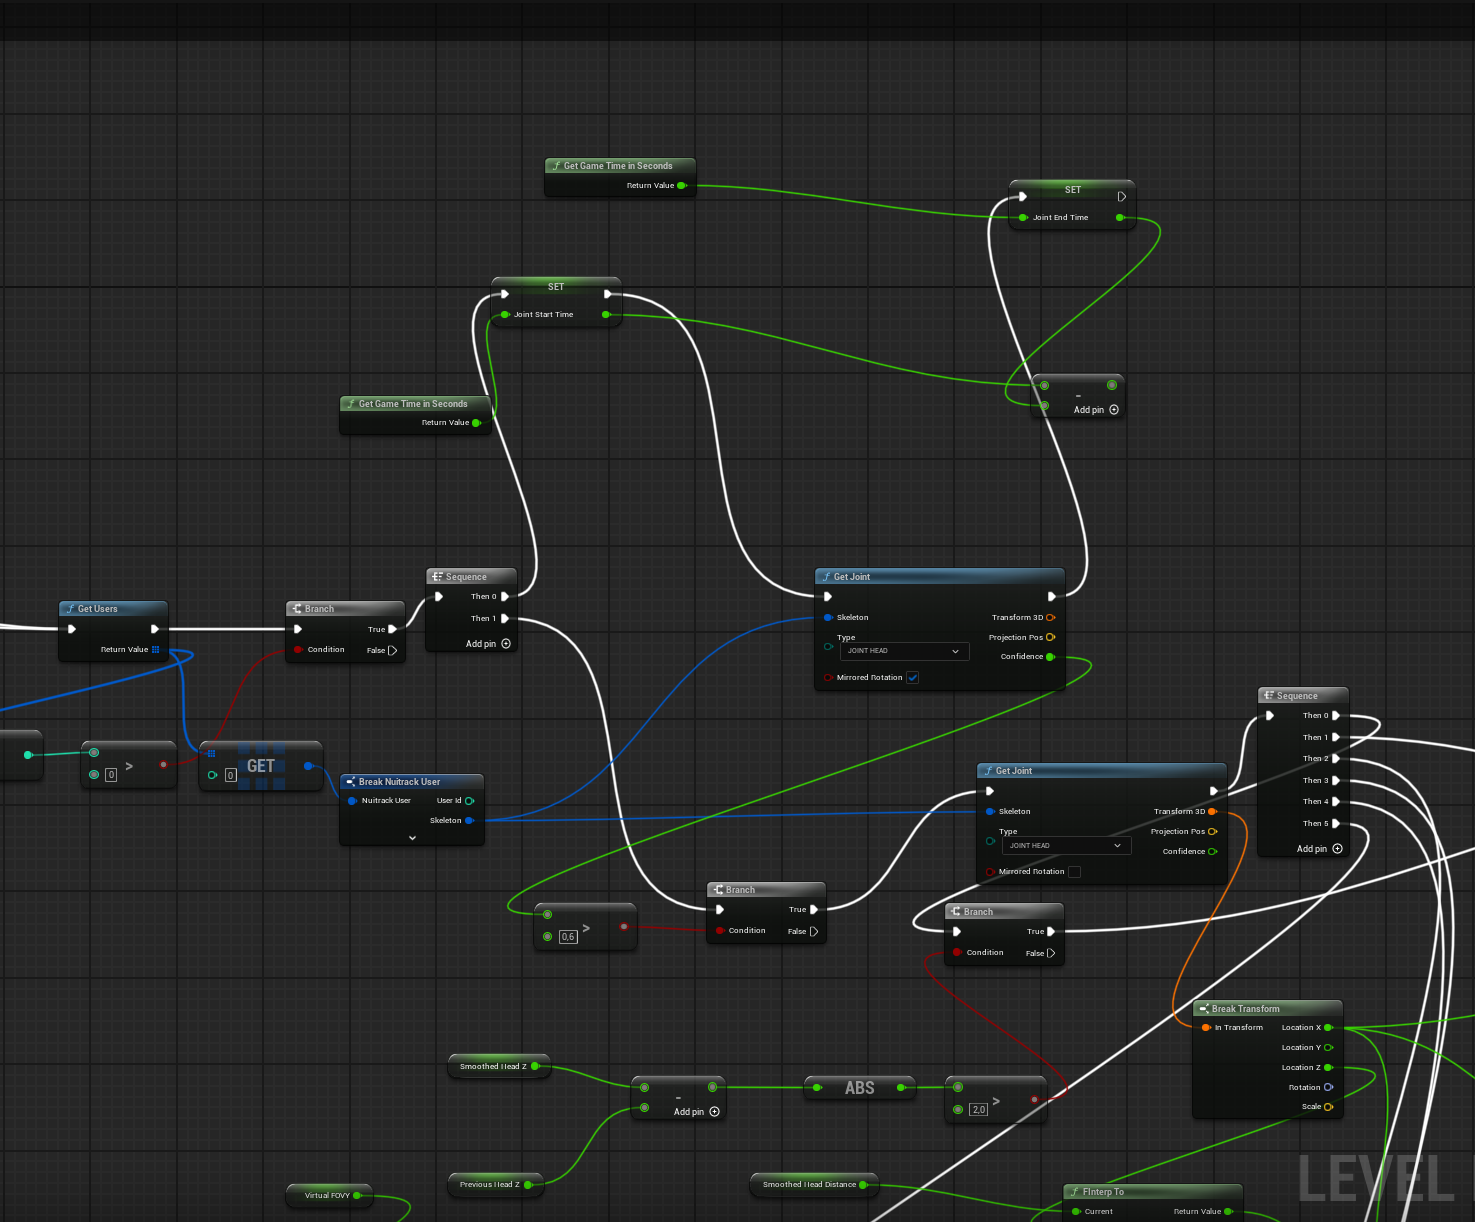 Get Game Time in Seconds
Return Value
SET
Joint End Time
SET
Joint Start Time
Get Game Time in Seconds
Return Value
-
Add pin
Sequence
Then 0
Then 1
Add pin
Get Users
Return Value
Branch
True
Condition
False
Get Joint
Skeleton
Transform 3D
Type
Projection Pos
JOINT HEAD
Confidence
Mirrored Rotation
0
>
0
GET
Break Nuitrack User
Nuitrack User
User Id
Skeleton
Sequence
Then 0
Then 1
Then 2
Then 3
Then 4
Then 5
Add pin
Get Joint
Skeleton
Transform 3D
Type
Projection Pos
JOINT HEAD
Confidence
Mirrored Rotation
0,6
>
Branch
True
Condition
False
Branch
True
Condition
False
Break Transform
In Transform
Location X
Location Y
Location Z
Rotation
Scale
Smoothed Head Z
-
Add pin
ABS
2,0
>
Previous Head Z
Smoothed Head Distance
Virtual FOVY
FInterp To
Current
Return Value
LEVEL